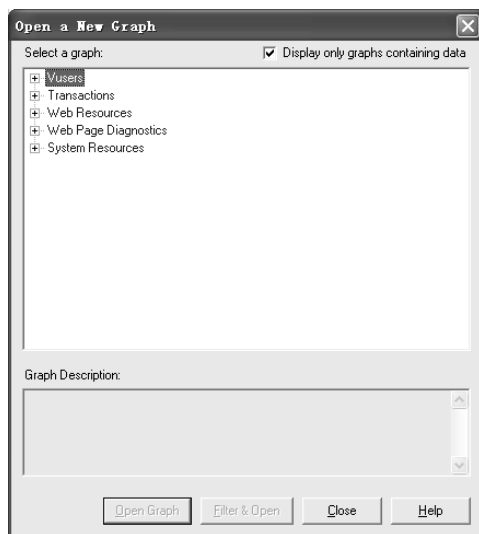 Open a New Graph
Select a graph:
Display only graphs containing data
Vusers
Transactions
Web Resources
Web Page Diagnostics
System Resources
Graph Description:
Open Graph
Filter & Open
Close
Help